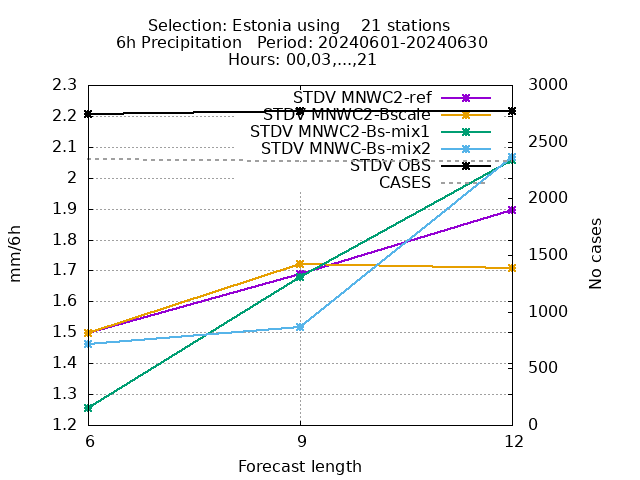 Selection: Estonia using    21 stations
6h Precipitation   Period: 20240601-20240630
Hours: 00,03,...,21
STDV MNWC2-ref
STDV MNWC2-Bscale
STDV MNWC2-Bs-mix1
STDV MNWC-Bs-mix2
STDV OBS
CASES
2.3
2.2
2.1
2
1.9
1.8
1.7
1.6
1.5
1.4
1.3
1.2
mm/6h
3000
2500
2000
1500
1000
500
0
No cases
6 9 12
Forecast length